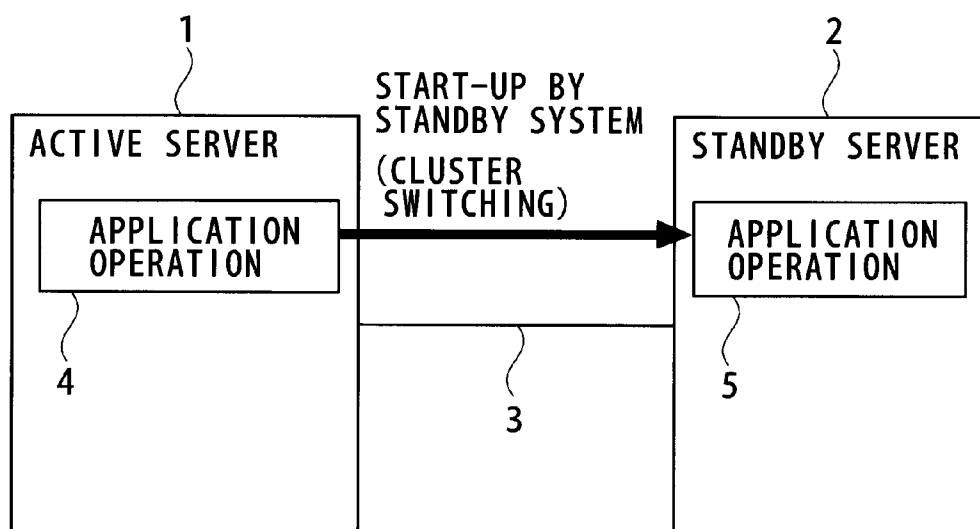 1
2
START-UP BY
STANDBY SYSTEM
(CLUSTER
SWITCHING)
ACTIVE SERVER
STANDBY SERVER
APPLICATION
OPERATION
APPLICATION
OPERATION
4
3
5